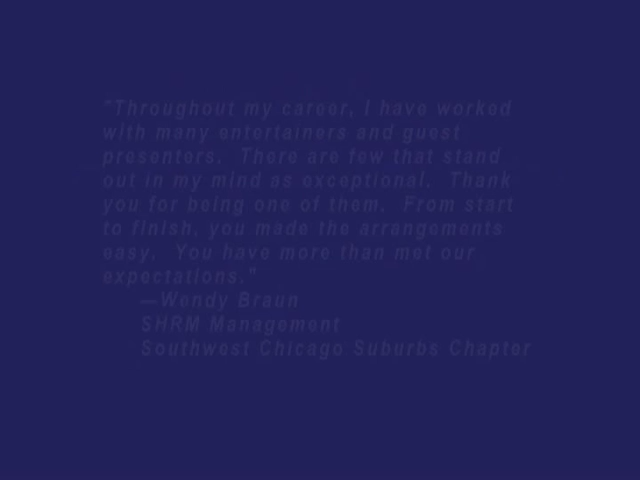 "Throughout my career, I have worked
with many entertainers and guest
presenters.  There are few that stand
out in my mind as exceptional.  Thank
you for being one of them.  From start
to finish, you made the arrangements
easy.  You have more than met our
expectations."
—Wendy Braun
SHRM Management
Southwest Chicago Suburbs Chapter